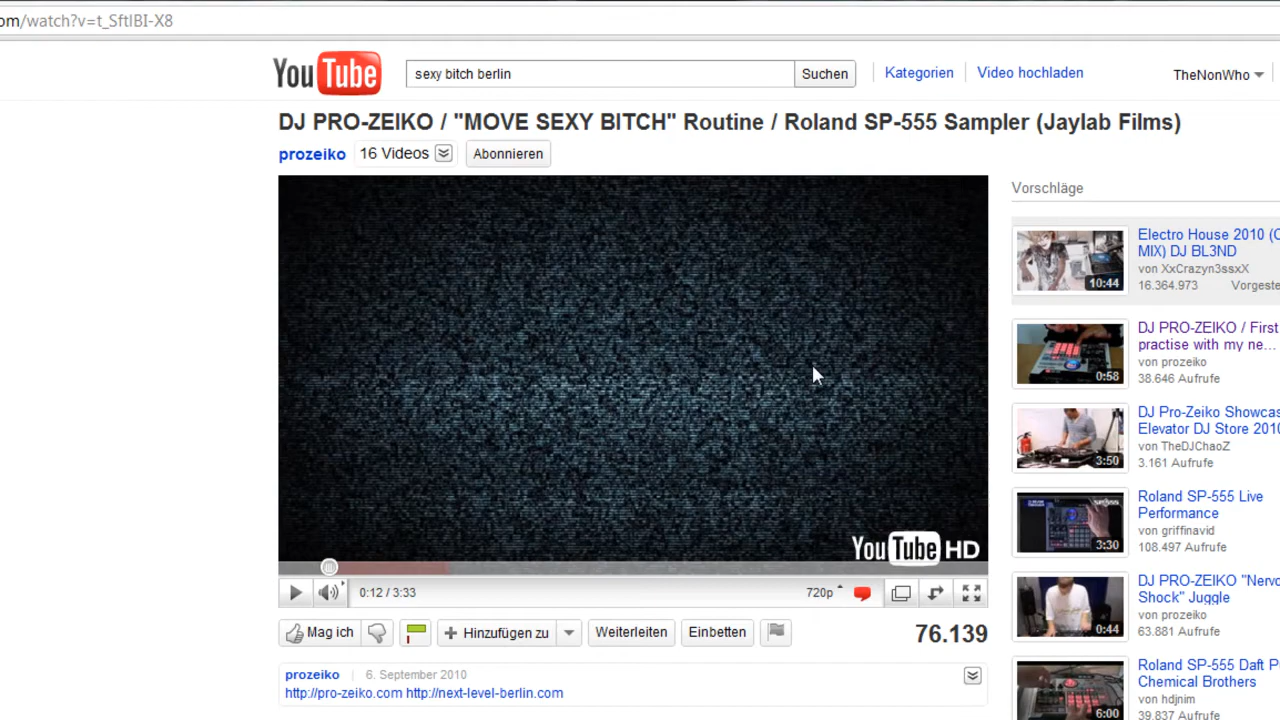 om/watch?v=t_SftlBI-X8
YouTube
sexy bitch berlin
Suchen
Kategorien
Video hochladen
TheNonWho
DJ PRO-ZEIKO / "MOVE SEXY BITCH" Routine / Roland SP-555 Sampler (Jaylab Films)
prozeiko
16 Videos
Abonnieren
YouTube HD
0:12 / 3:33
720p
Mag ich
Hinzufügen zu
Weiterleiten
Einbetten
76.139
prozeiko
6. September 2010
http://pro-zeiko.com http://next-level-berlin.com
Vorschläge
10:44
Electro House 2010 (C
MIX) DJ BL3ND
von XxCrazyn3ssxX
16.364.973
Vorgeste
0:58
DJ PRO-ZEIKO / First
practise with my ne...
von prozeiko
38.646 Aufrufe
3:50
DJ Pro-Zeiko Showcas
Elevator DJ Store 2010
von TheDJChaoZ
3.161 Aufrufe
3:30
Roland SP-555 Live
Performance
von griffinavid
108.497 Aufrufe
0:44
DJ PRO-ZEIKO "Nervo
Shock" Juggle
von prozeiko
63.881 Aufrufe
6:00
Roland SP-555 Daft P
Chemical Brothers
von hdjnim
39.837 Aufrufe